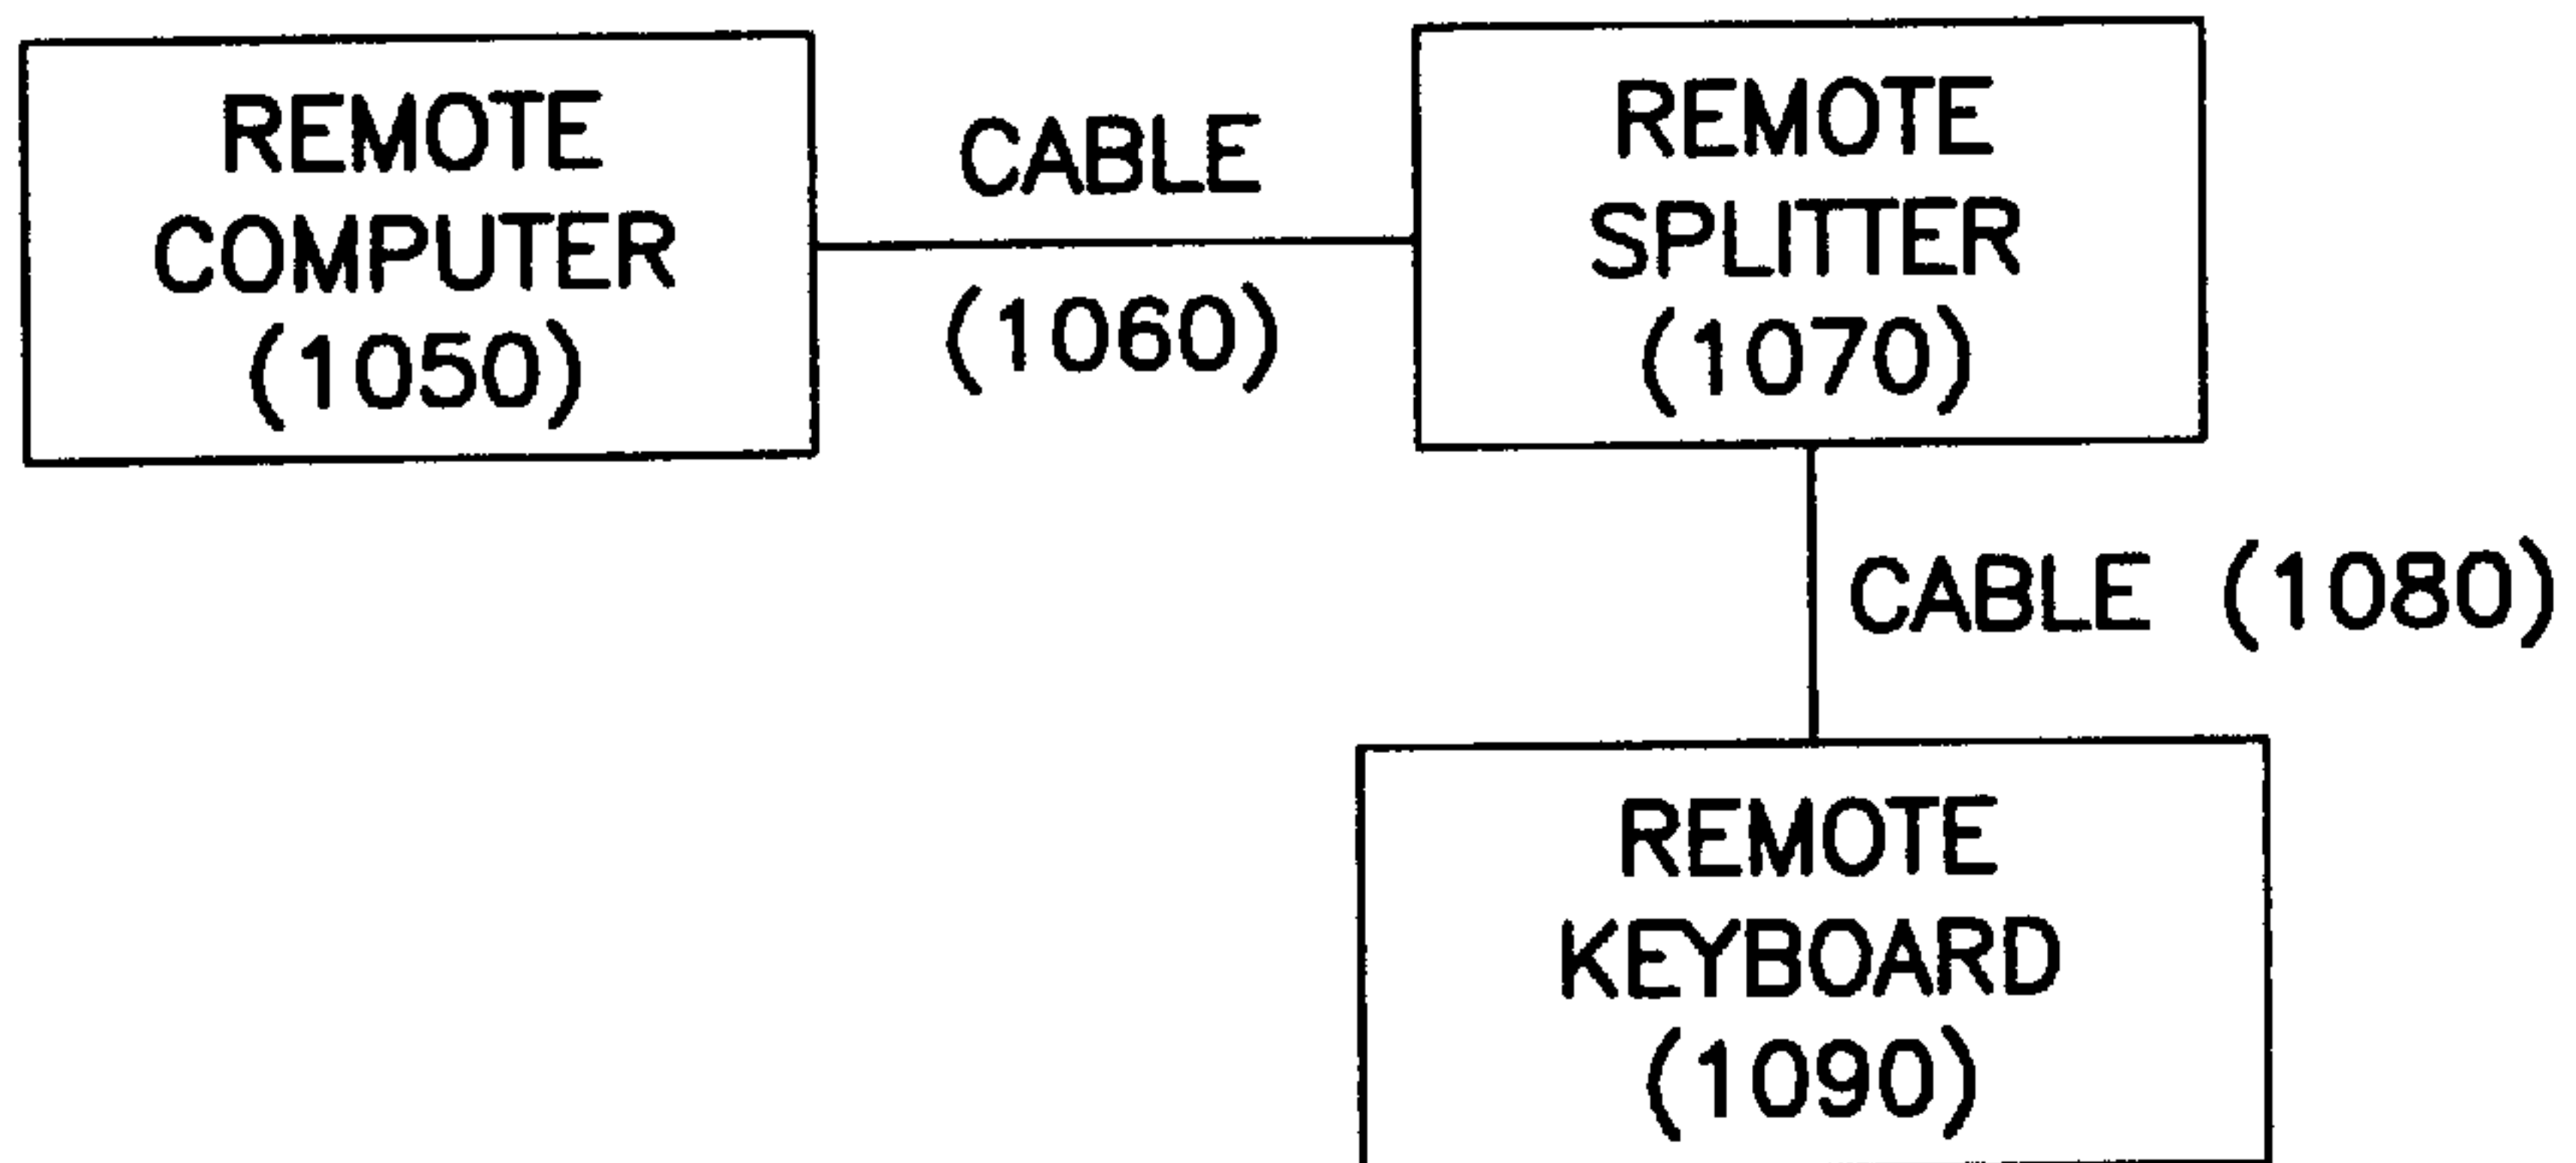 REMOTE
COMPUTER
(1050)
CABLE
(1060)
REMOTE
SPLITTER
(1070)
CABLE (1080)
REMOTE
KEYBOARD
(1090)